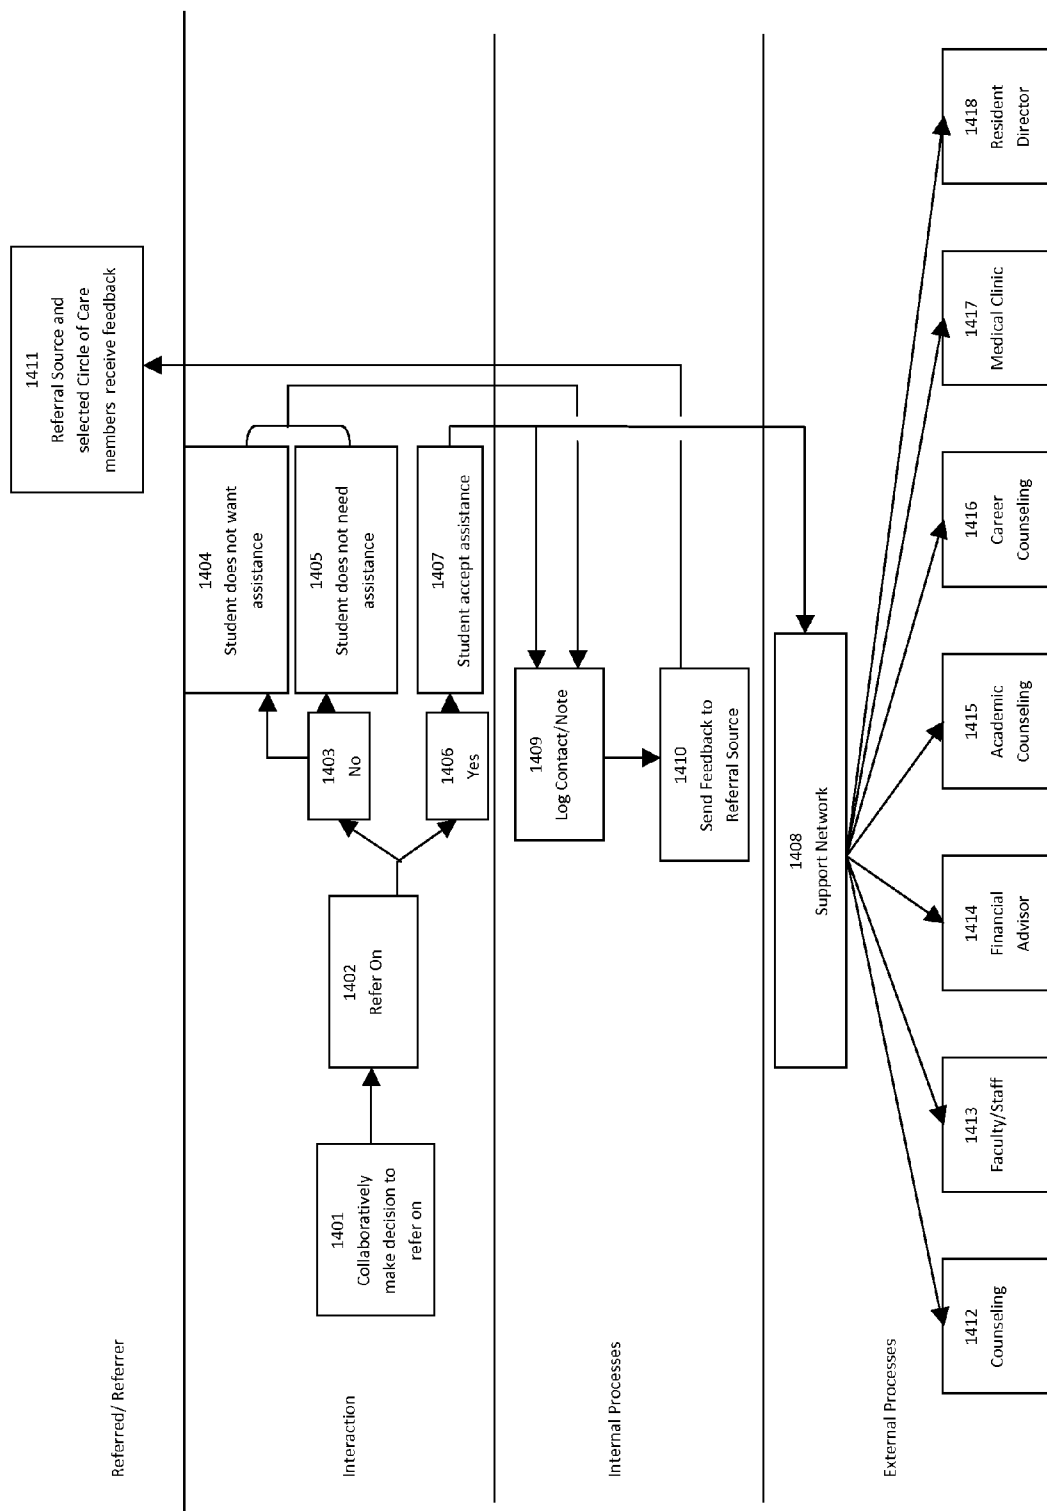 Referred/ Referrer
1411
Referral Source and
selected Circle of Care
members receive feedback
Interaction
1401
Collaboratively
make decision to
refer on
1402
Refer On
1403
No
1404
Student does not want
assistance
1405
Student does not need
assistance
1406
Yes
1407
Student accept assistance
Internal Processes
1409
Log Contact/Note
1410
Send Feedback to
Referral Source
External Processes
1408
Support Network
1412
Counseling
1413
Faculty/Staff
1414
Financial
Advisor
1415
Academic
Counseling
1416
Career
Counseling
1417
Medical Clinic
1418
Resident
Director